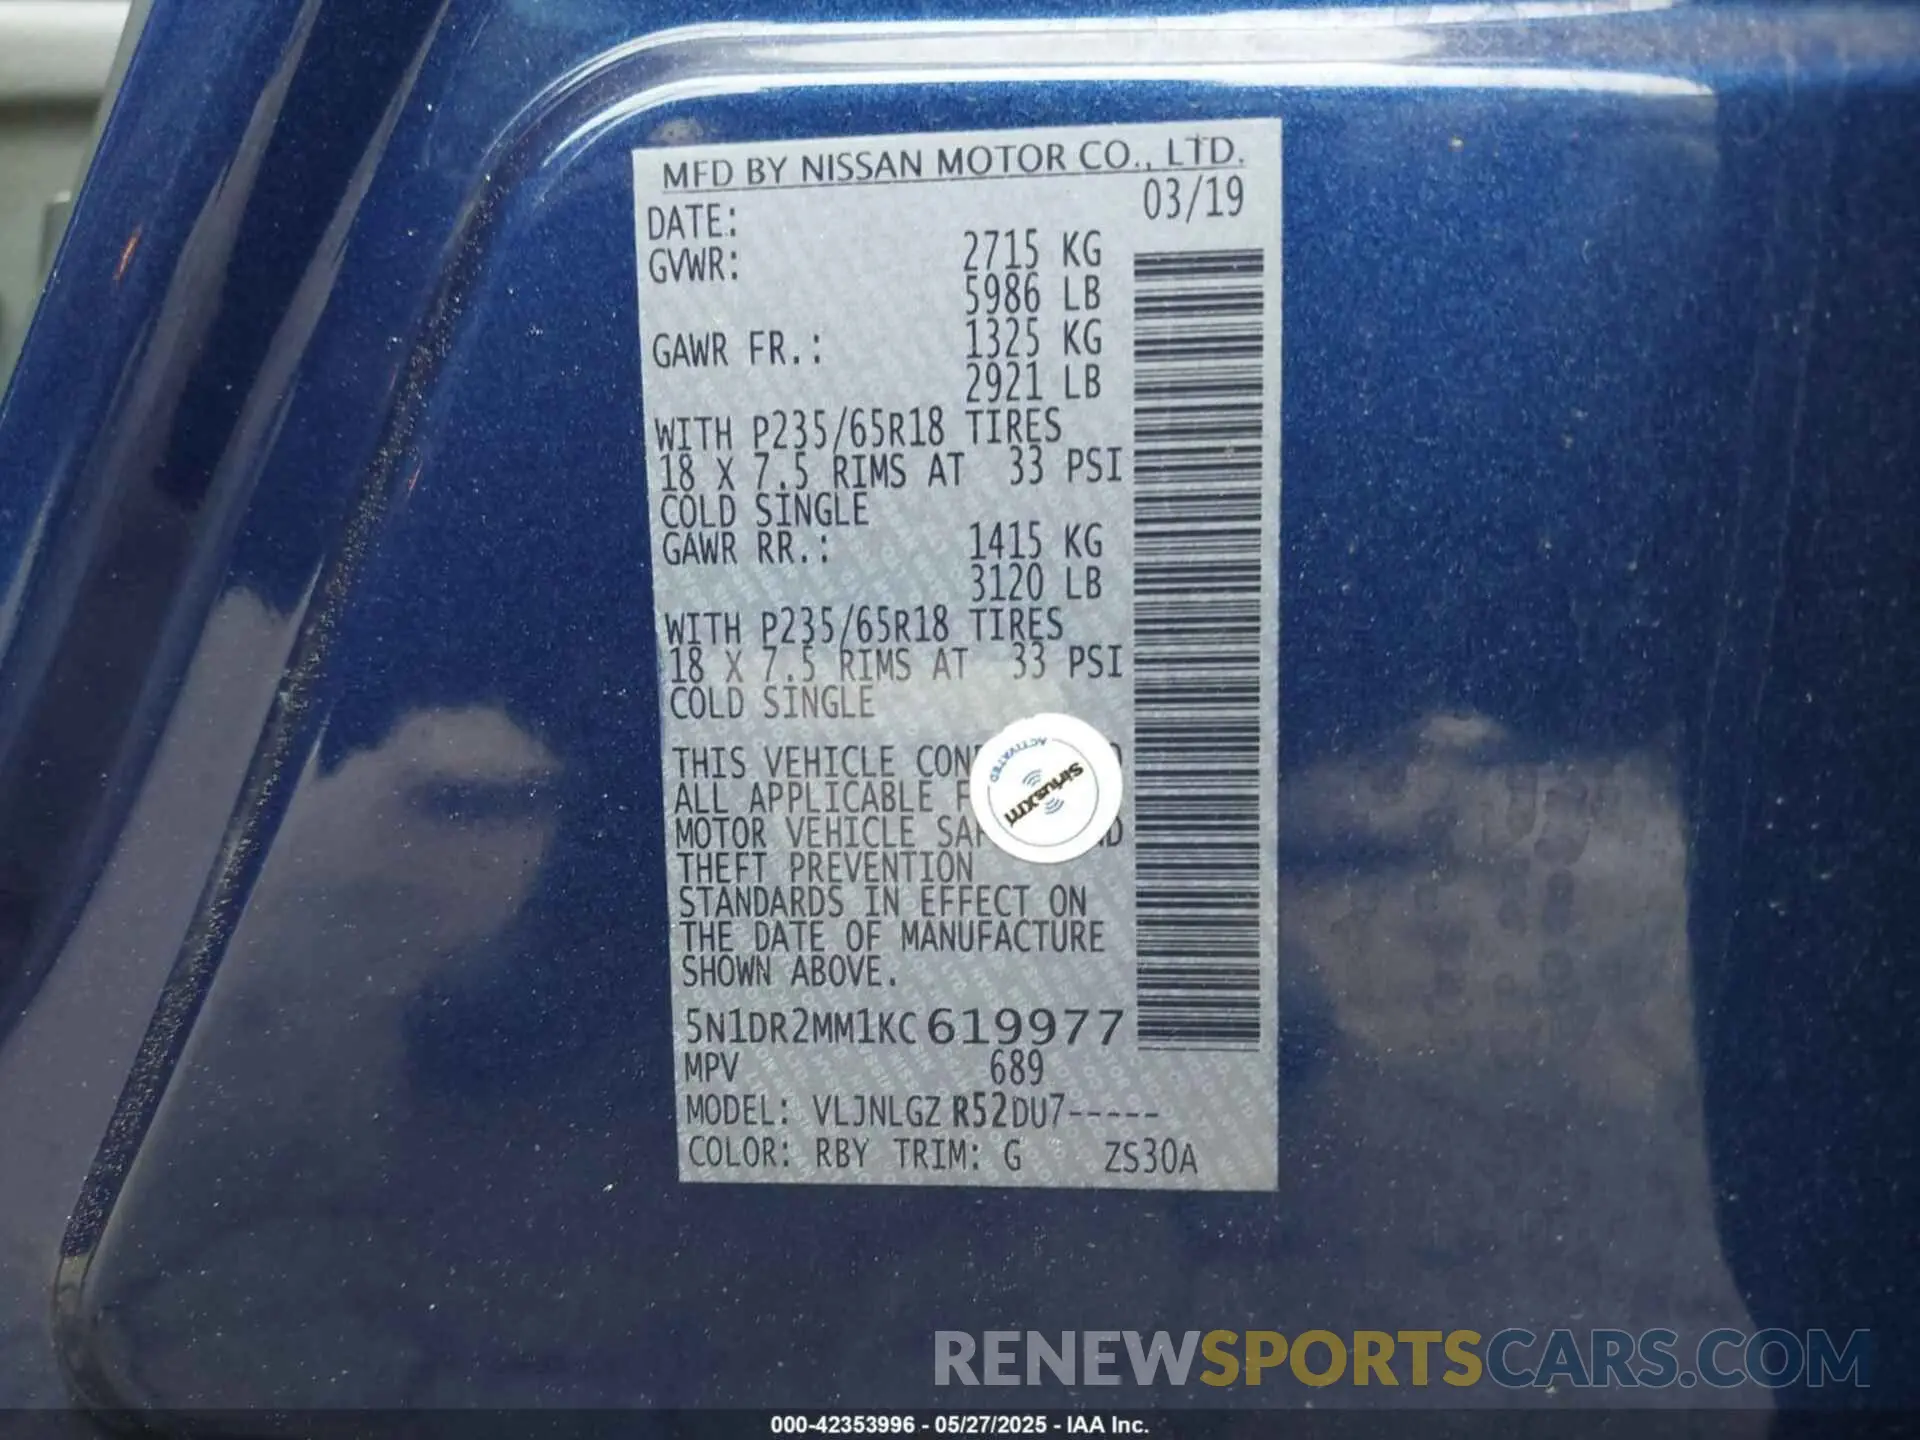 MFD BY NISSAN MOTOR CO., LTD.
DATE: 03/19
GVWR: 2715 KG
5986 LB
GAWR FR.: 1325 KG
2921 LB
WITH P235/65R18 TIRES
18 X 7.5 RIMS AT 33 PSI
COLD SINGLE
GAWR RR.: 1415 KG
3120 LB
WITH P235/65R18 TIRES
18 X 7.5 RIMS AT 33 PSI
COLD SINGLE
THIS VEHICLE
ALL APPLICABLE
MOTOR VEHICLE
THEFT PREVENTION
STANDARDS IN EFFECT ON
THE DATE OF MANUFACTURE
SHOWN ABOVE.
ACTIVATED
SiriusXm
5N1DR2MM1KC619977
MPV 689
MODEL: VLJNLGZ R52DU7-----
COLOR: RBY TRIM: G ZS30A
RENEWSPORTSCARS.COM
000-42353996 - 05/27/2025 - IAA Inc.